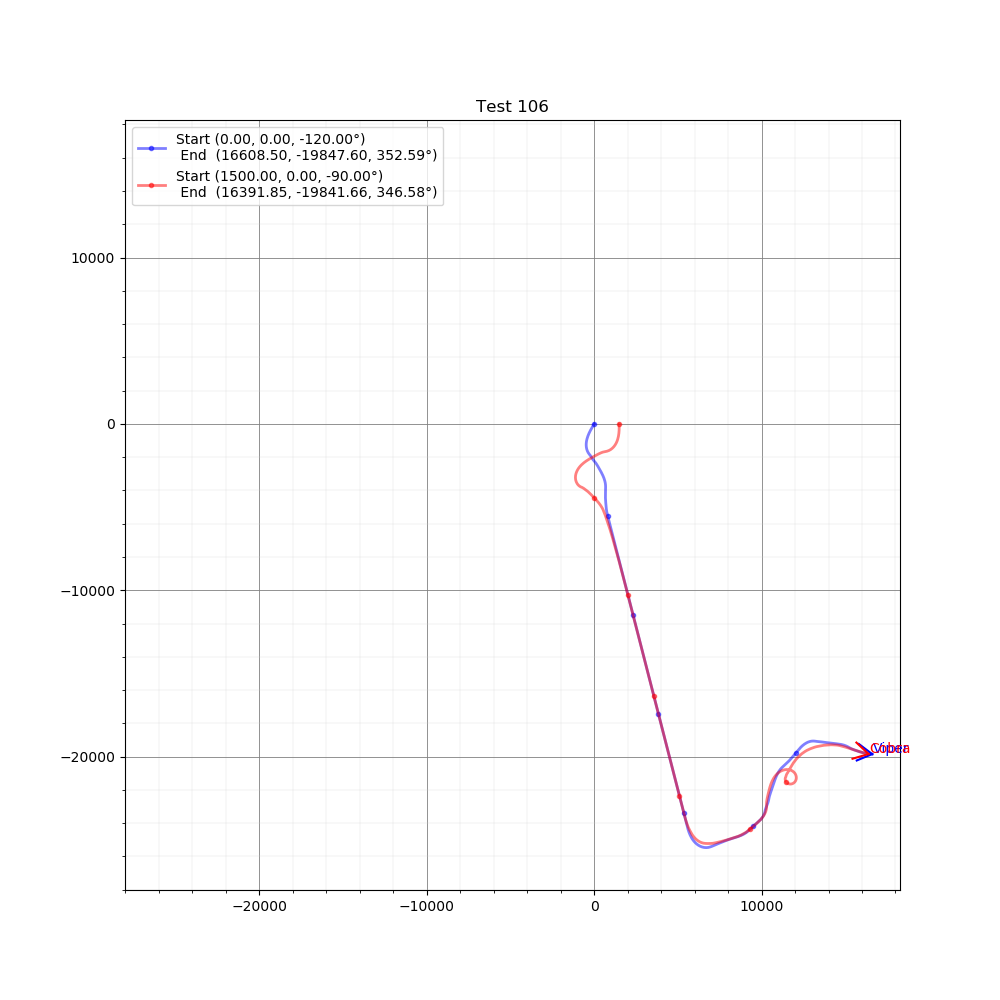 Test 106
Start (0.00, 0.00, -120.00°)
End (16608.50, -19847.60, 352.59°)
Start (1500.00, 0.00, -90.00°)
End (16391.85, -19841.66, 346.58°)
10000
0
−10000
−20000
−20000
−10000
0
10000